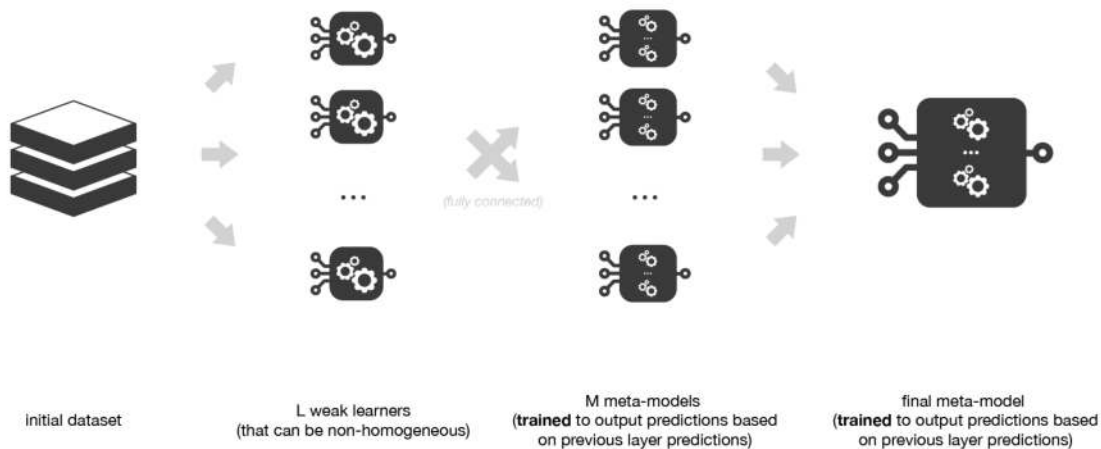 (fully connected)
initial dataset
L weak learners
(that can be non-homogeneous)
M meta-models
(trained to output predictions based
on previous layer predictions)
final meta-model
(trained to output predictions based
on previous layer predictions)